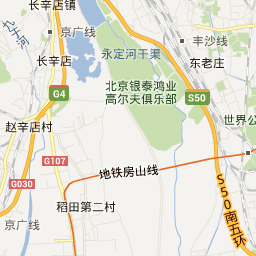 长辛店镇
九子河
京广线
长辛店
永定河干渠
丰沙线
东老庄
G4
北京银泰鸿业
高尔夫俱乐部
S50
赵辛店村
世界公
G107
地铁房山线
G030
稻田第二村
京广线
S50南五环